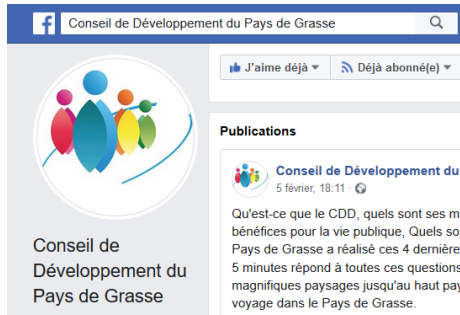 Conseil de Développement du Pays de Grasse
J'aime déjà
Déjà abonné(e)
Publications
Conseil de Développement du
5 février, 18:11
Qu'est-ce que le CDD, quels sont ses m
bénéfices pour la vie publique, Quels so
Pays de Grasse a réalisé ces 4 dernière
5 minutes répond à toutes ces questions
magnifiques paysages jusqu'au haut pay
voyage dans le Pays de Grasse.
Conseil de
Développement du
Pays de Grasse